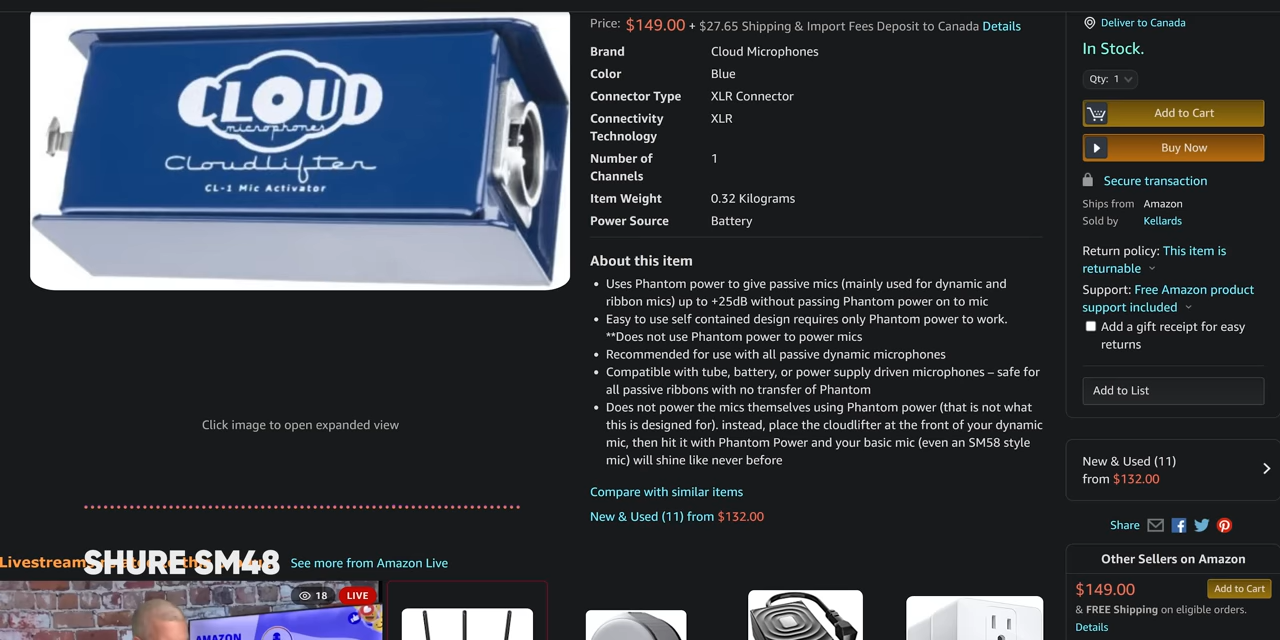 CLOUD
microphones
Cloudlifter
CL-1 Mic Activator
Click image to open expanded view
Price: $149.00 + $27.65 Shipping & Import Fees Deposit to Canada Details
Brand Cloud Microphones
Color Blue
Connector Type XLR Connector
Connectivity XLR
Technology
Number of 1
Channels
Item Weight 0.32 Kilograms
Power Source Battery
About this item
• Uses Phantom power to give passive mics (mainly used for dynamic and
ribbon mics) up to +25dB without passing Phantom power on to mic
• Easy to use self contained design requires only Phantom power to work.
**Does not use Phantom power to power mics
• Recommended for use with all passive dynamic microphones
• Compatible with tube, battery, or power supply driven microphones – safe for
all passive ribbons with no transfer of Phantom
• Does not power the mics themselves using Phantom power (that is not what
this is designed for). instead, place the cloudlifter at the front of your dynamic
mic, then hit it with Phantom Power and your basic mic (even an SM58 style
mic) will shine like never before
Compare with similar items
New & Used (11) from $132.00
Deliver to Canada
In Stock.
Qty: 1
Add to Cart
Buy Now
Secure transaction
Ships from Amazon
Sold by Kellards
Return policy: This item is
returnable
Support: Free Amazon product
support included
Add a gift receipt for easy
returns
Add to List
New & Used (11)
from $132.00
Share
Other Sellers on Amazon
$149.00 Add to Cart
& FREE Shipping on eligible orders.
Details
Livestream
SHURE SM48
See more from Amazon Live
18 LIVE
AMAZON